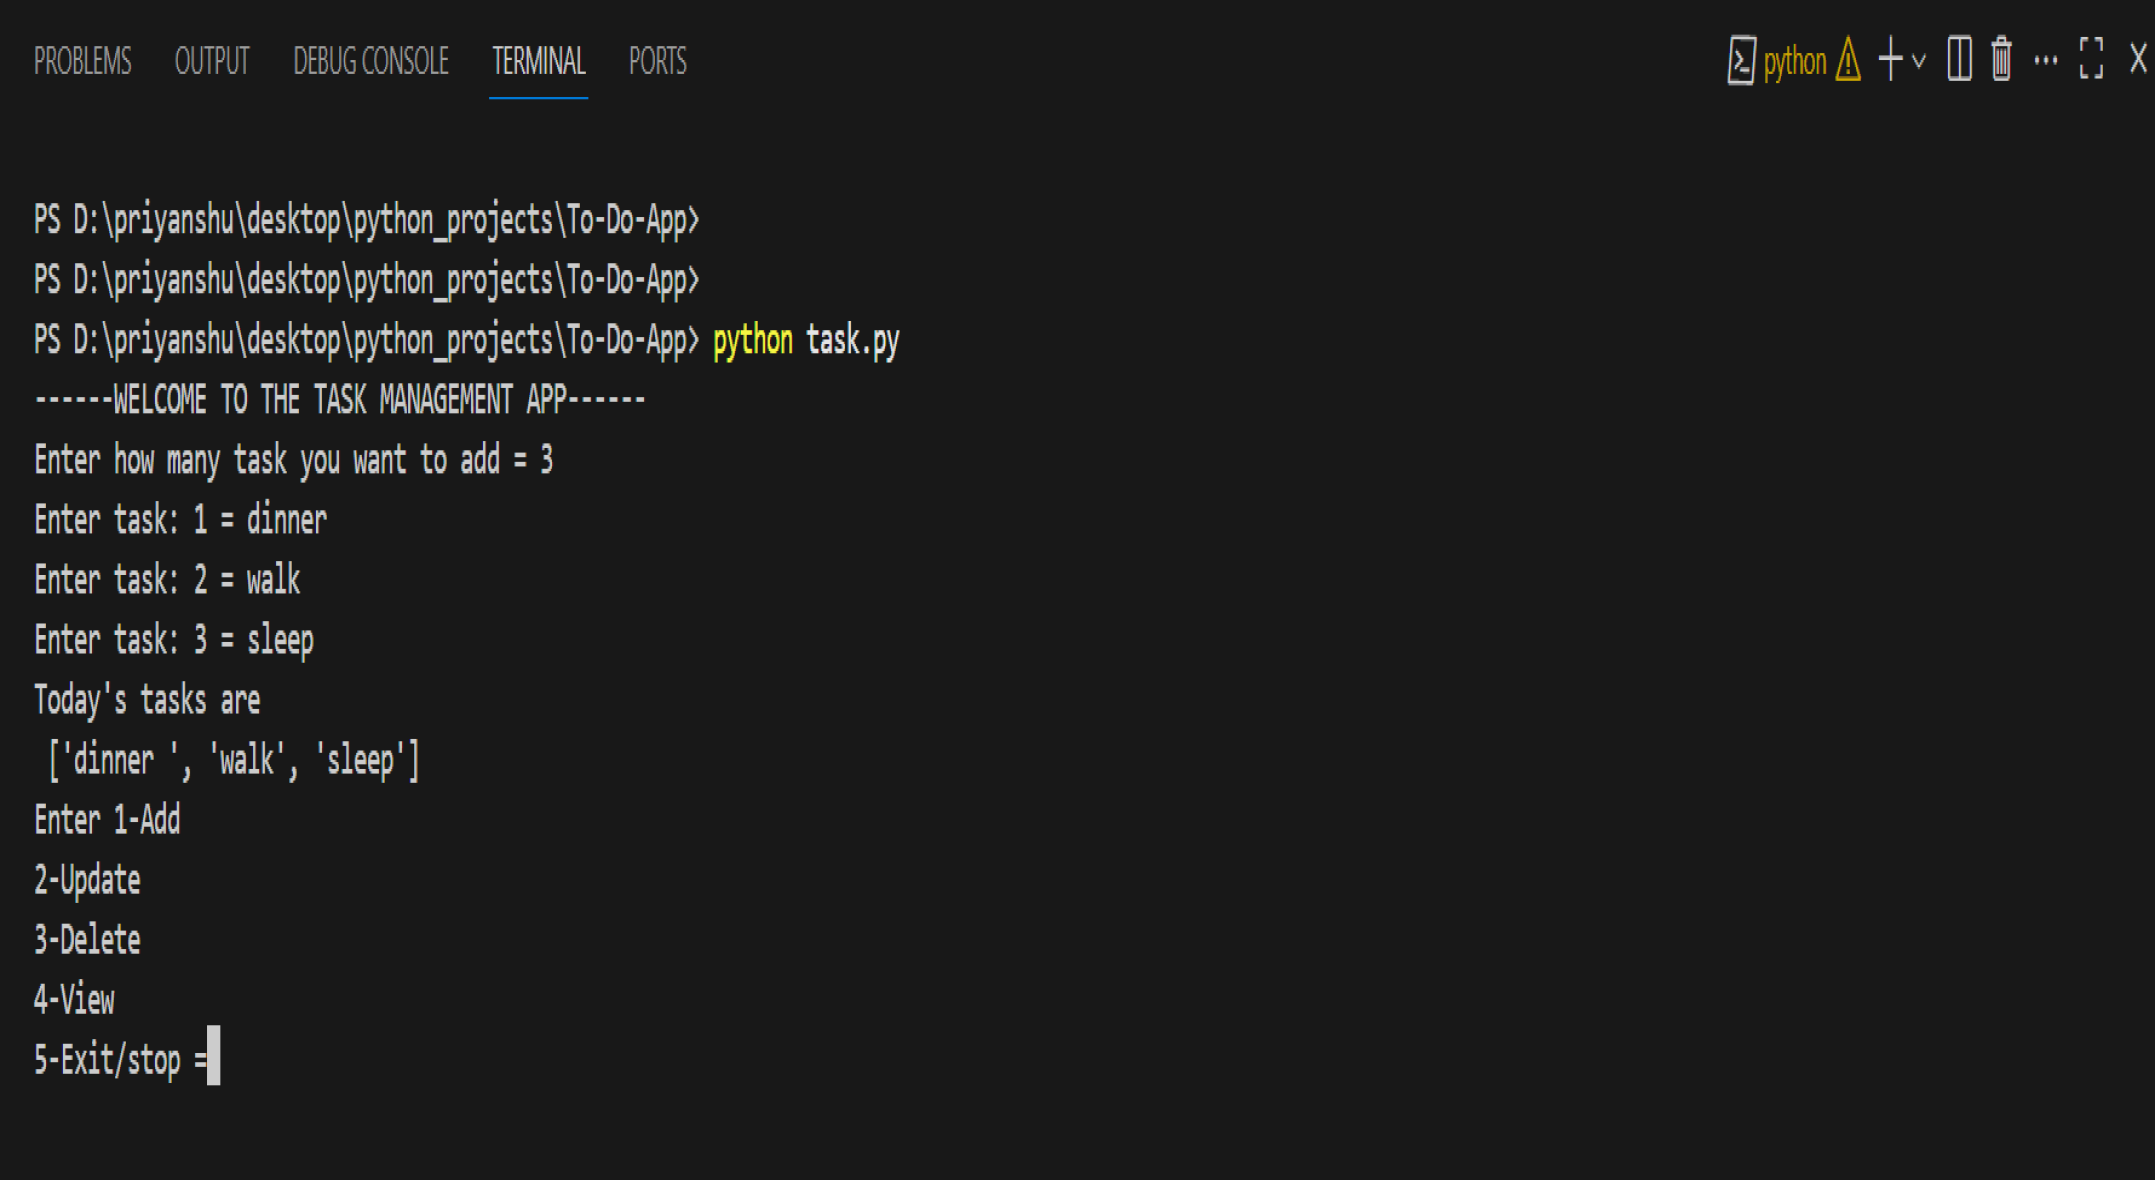 PROBLEMS OUTPUT DEBUG CONSOLE TERMINAL PORTS python
PS D:\priyanshu\desktop\python_projects\To-Do-App>
PS D:\priyanshu\desktop\python_projects\To-Do-App>
PS D:\priyanshu\desktop\python_projects\To-Do-App> python task.py
------WELCOME TO THE TASK MANAGEMENT APP------
Enter how many task you want to add = 3
Enter task: 1 = dinner
Enter task: 2 = walk
Enter task: 3 = sleep
Today's tasks are
 ['dinner ', 'walk', 'sleep']
Enter 1-Add
2-Update
3-Delete
4-View
5-Exit/stop =